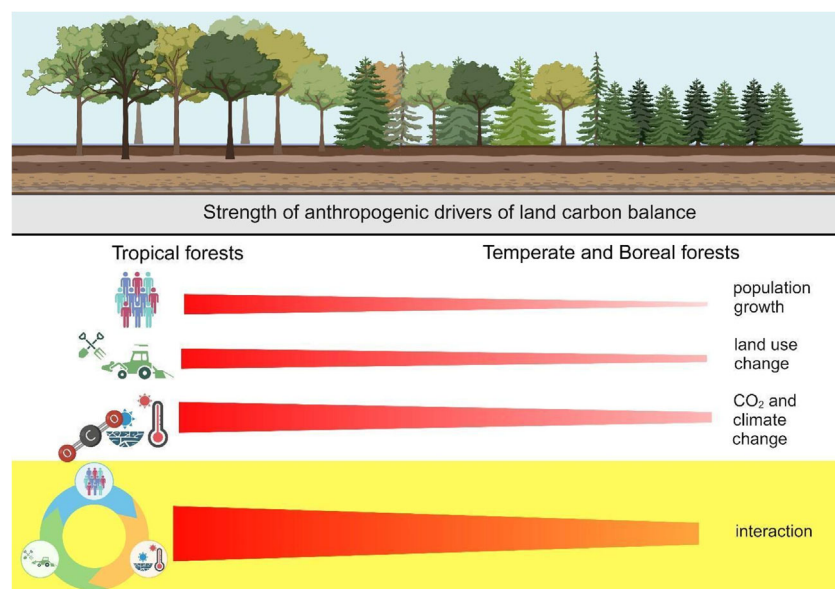 Strength of anthropogenic drivers of land carbon balance
Tropical forests
Temperate and Boreal forests
population
growth
land use
change
O C O
CO₂ and
climate
change
interaction